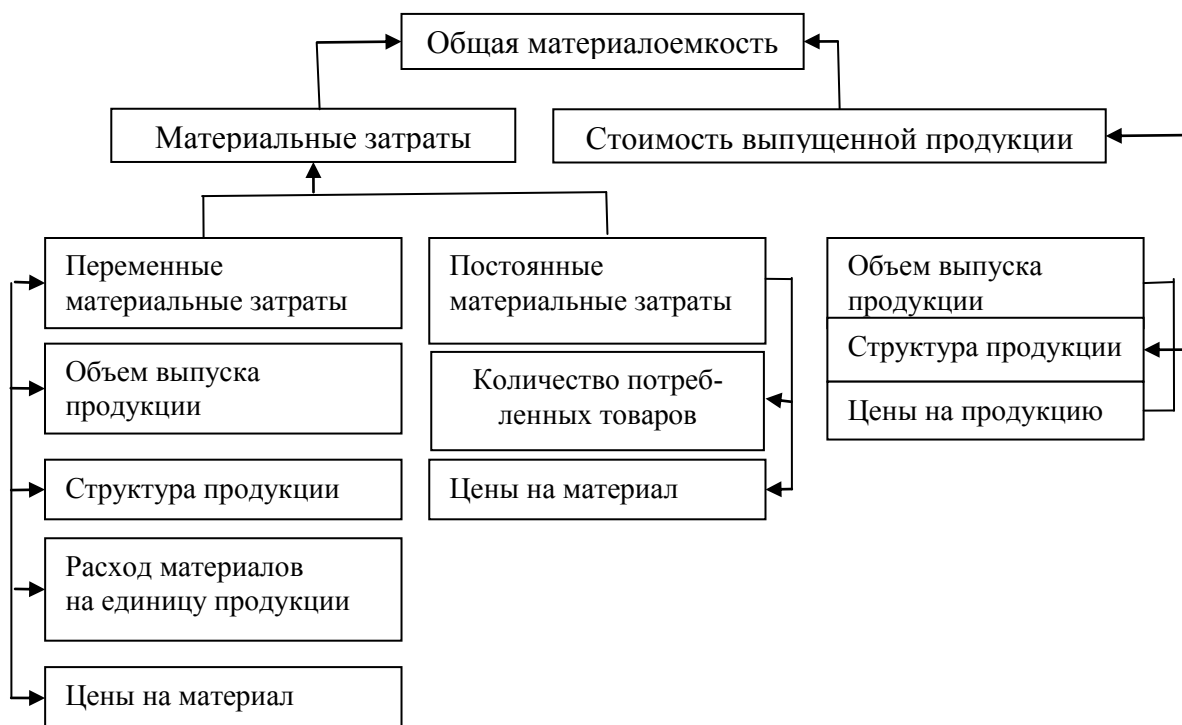 Общая материалоемкость
Материальные затраты
Стоимость выпущенной продукции
Переменные
материальные затраты
Объем выпуска
продукции
Структура продукции
Расход материалов
на единицу продукции
Цены на материал
Постоянные
материальные затраты
Количество потреб-
ленных товаров
Цены на материал
Объем выпуска
продукции
Структура продукции
Цены на продукцию